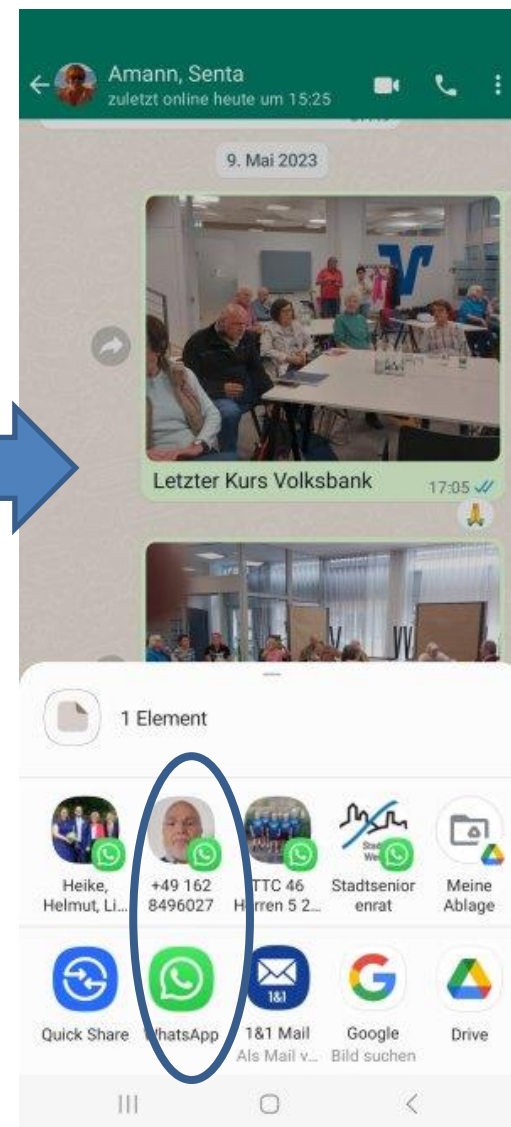 Amann, Senta
zuletzt online heute um 15:25
9. Mai 2023
Letzter Kurs Volksbank
17:05
1 Element
Heike,
Helmut, Li...
+49 162
8496027
TTC 46
Herren 5 2...
Stadtsenior
enrat
Meine
Ablage
Quick Share
WhatsApp
1&1
1&1 Mail
Als Mail v...
Google
Bild suchen
Drive